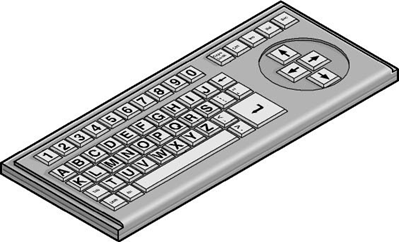 1 2 3 4 5 6 7 8 9 0
A B C D E F G H I J
K L M N O P Q R S
T U V W X Y Z